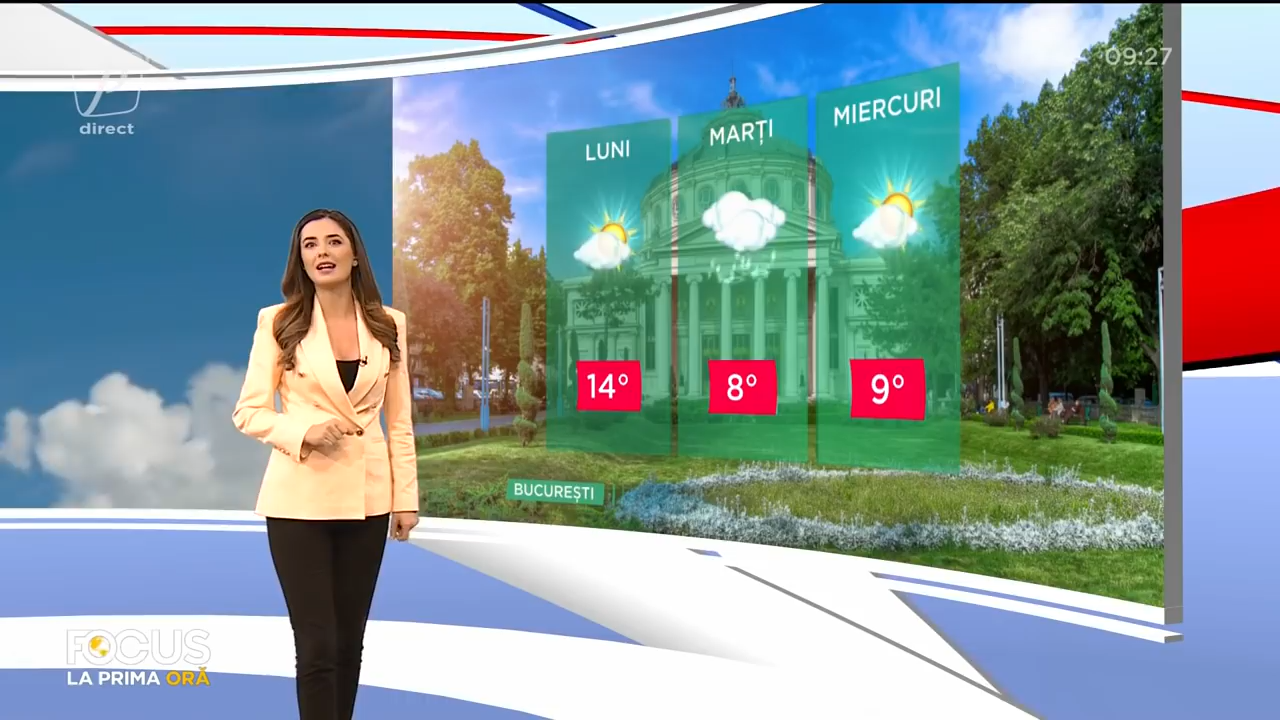 09:27
direct
LUNI
MARȚI
MIERCURI
14°
8°
9°
BUCUREȘTI
FOCUS
LA PRIMA ORĂ